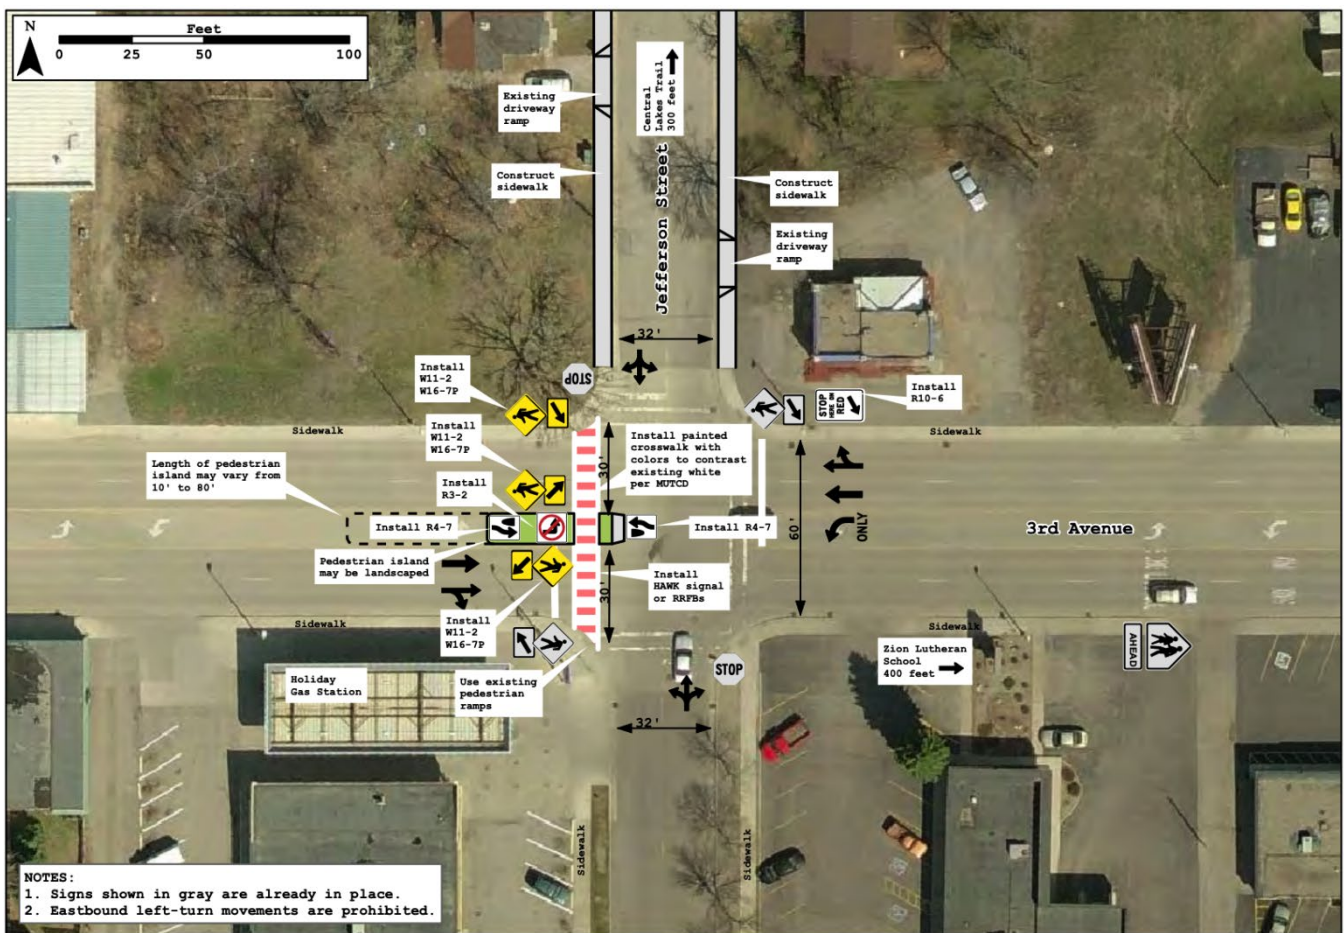 Feet
N
0 25 50 100
Central
Lakes Trail
300 feet
Existing
driveway
ramp
Construct
sidewalk
Jefferson Street
Construct
sidewalk
Existing
driveway
ramp
32'
STOP
Install
W11-2
W16-7P
Install
R10-6
STOP
HERE ON
RED
Sidewalk
Sidewalk
Install
W11-2
W16-7P
Install painted
crosswalk with
colors to contrast
existing white
per MUTCD
30'
Length of pedestrian
island may vary from
10' to 80'
Install
R3-2
Install R4-7
Install R4-7
ONLY
60'
3rd Avenue
Pedestrian island
may be landscaped
Install
HAWK signal
or RRFBs
30'
Install
W11-2
W16-7P
Sidewalk
Sidewalk
AHEAD
Zion Lutheran
School
400 feet
STOP
Holiday
Gas Station
Use existing
pedestrian
ramps
32'
Sidewalk
Sidewalk
NOTES:
1. Signs shown in gray are already in place.
2. Eastbound left-turn movements are prohibited.